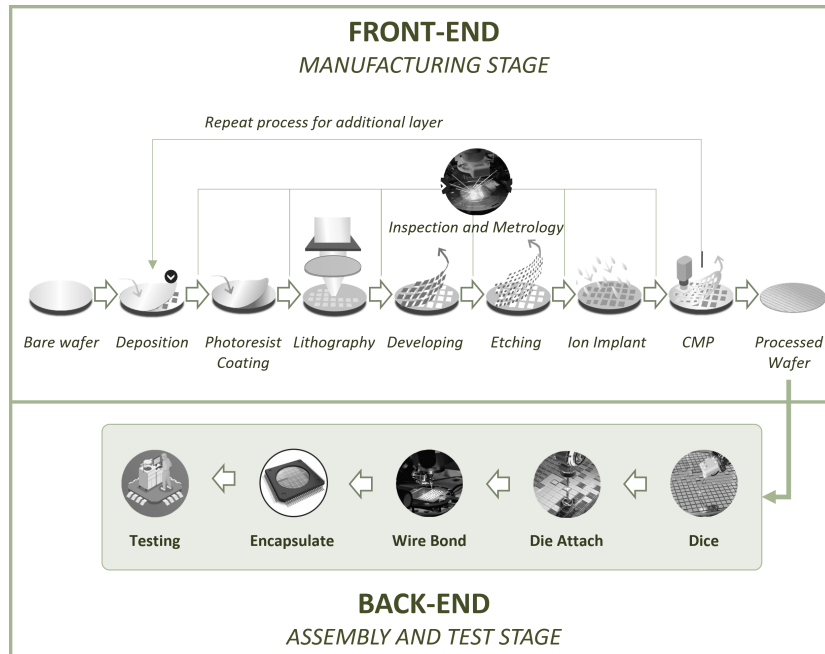 FRONT-END
MANUFACTURING STAGE
Repeat process for additional layer
Inspection and Metrology
Bare wafer
Deposition
Photoresist
Coating
Lithography
Developing
Etching
Ion Implant
CMP
Processed
Wafer
Testing
Encapsulate
Wire Bond
Die Attach
Dice
BACK-END
ASSEMBLY AND TEST STAGE